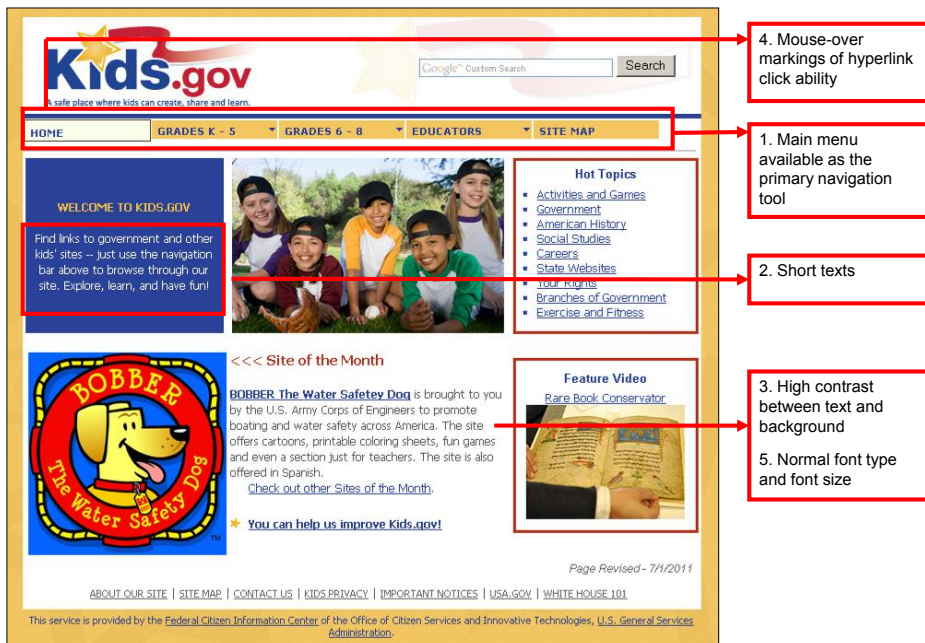 Kids.gov
A safe place where kids can create, share and learn.
Google™ Custom Search
Search
HOME
GRADES K - 5
GRADES 6 - 8
EDUCATORS
SITE MAP
WELCOME TO KIDS.GOV
Find links to government and other
kids' sites -- just use the navigation
bar above to browse through our
site. Explore, learn, and have fun!
Hot Topics
Activities and Games
Government
American History
Social Studies
Careers
State Websites
Your Rights
Branches of Government
Exercise and Fitness
BOBBER
The Water Safety Dog
TM
<<< Site of the Month
BOBBER The Water Safetey Dog is brought to you
by the U.S. Army Corps of Engineers to promote
boating and water safety across America. The site
offers cartoons, printable coloring sheets, fun games
and even a section just for teachers. The site is also
offered in Spanish.
Check out other Sites of the Month.
You can help us improve Kids.gov!
Feature Video
Rare Book Conservator
Page Revised - 7/1/2011
ABOUT OUR SITE | SITE MAP | CONTACT US | KIDS PRIVACY | IMPORTANT NOTICES | USA.GOV | WHITE HOUSE 101
This service is provided by the Federal Citizen Information Center of the Office of Citizen Services and Innovative Technologies, U.S. General Services
Administration.
4. Mouse-over
markings of hyperlink
click ability
1. Main menu
available as the
primary navigation
tool
2. Short texts
3. High contrast
between text and
background
5. Normal font type
and font size